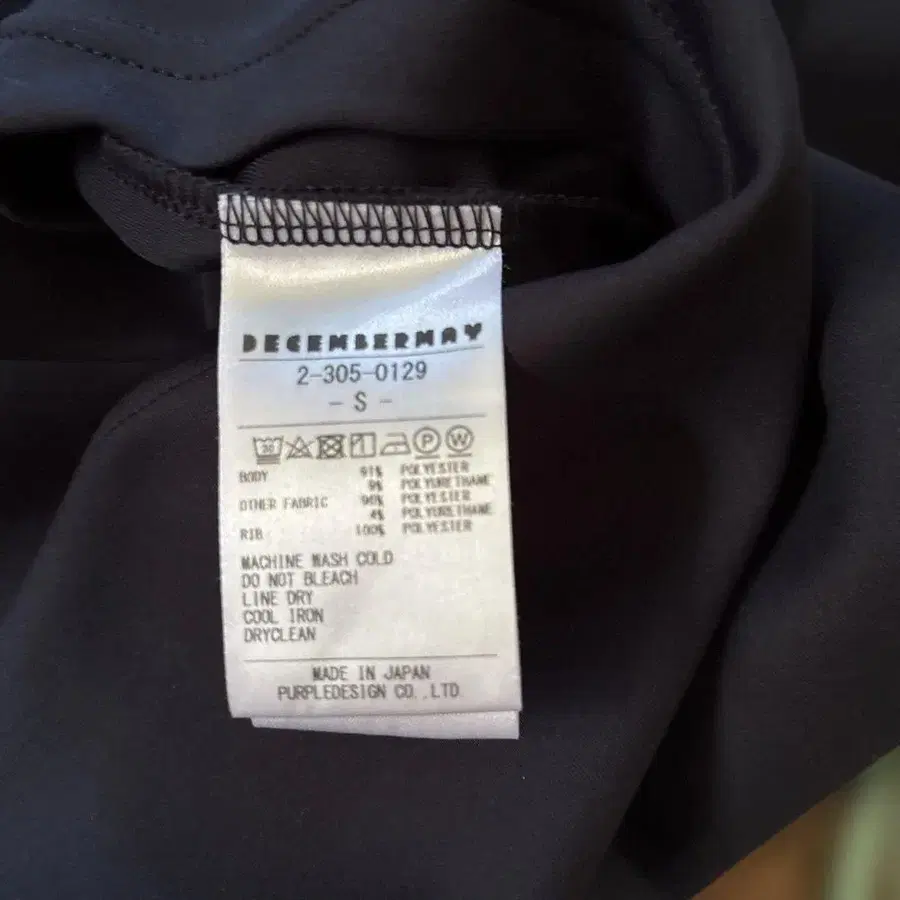 DECEMBERMAY
2-305-0129
- S -
30 P W
BODY 91% POLYESTER
9% POLYURETHANE
OTHER FABRIC 96% POLYESTER
4% POLYURETHANE
RIB 100% POLYESTER
MACHINE WASH COLD
DO NOT BLEACH
LINE DRY
COOL IRON
DRYCLEAN
MADE IN JAPAN
PURPLEDESIGN CO.,LTD.